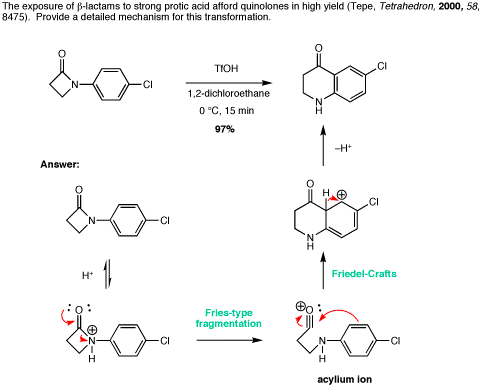 The exposure of β-lactams to strong protic acid afford quinolones in high yield (Tepe, Tetrahedron, 2000, 58,
8475). Provide a detailed mechanism for this transformation.
O
N
Cl
TfOH
1,2-dichloroethane
0 °C, 15 min
97%
O
Cl
N
H
Answer:
–H⁺
O
N
Cl
O
H
⊕
Cl
N
H
H⁺
Friedel-Crafts
O
⊕
N
H
Cl
Fries-type
fragmentation
⊕
O
N
H
Cl
acylium ion